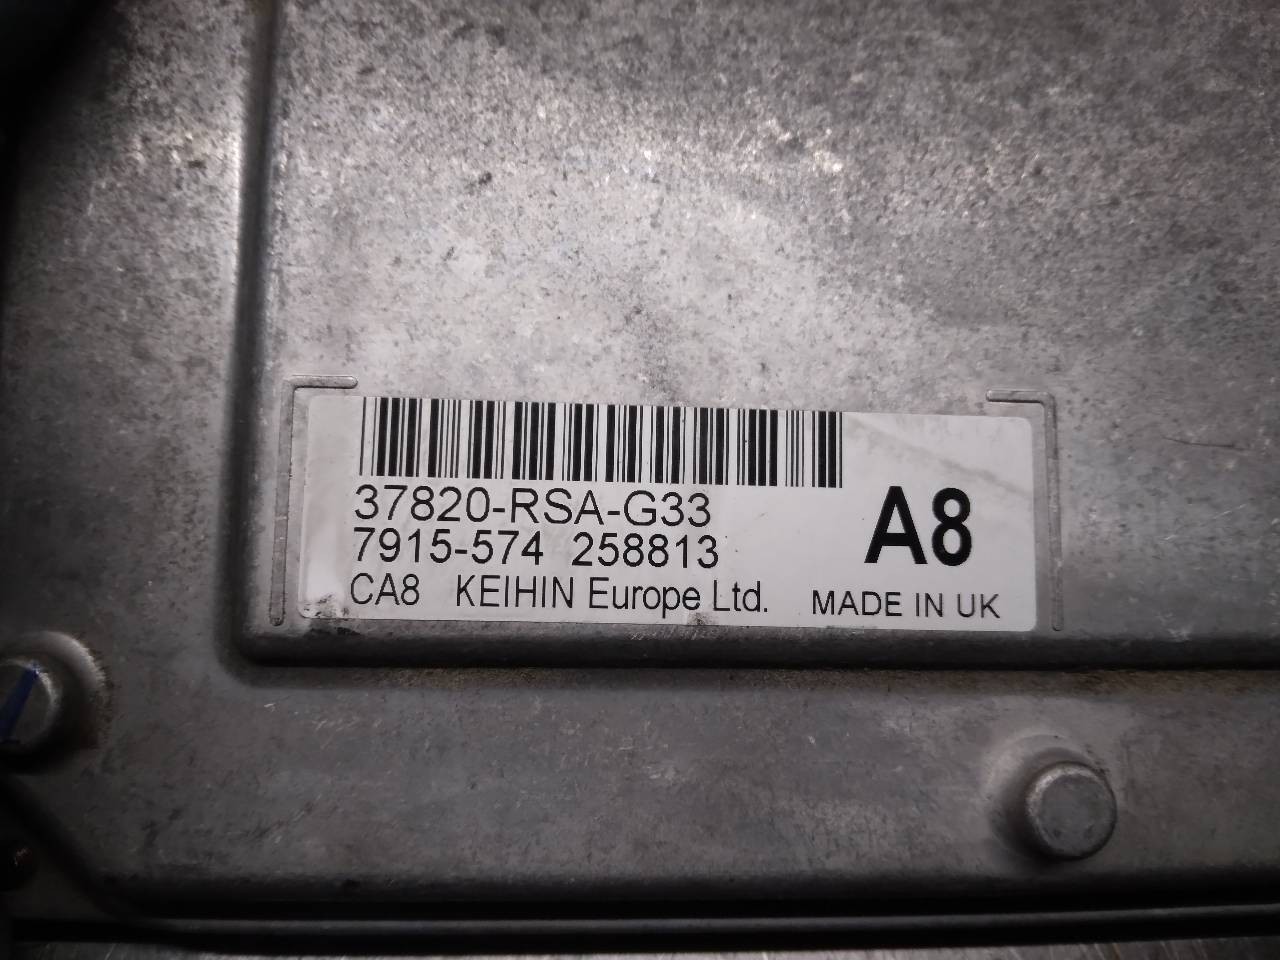 37820-RSA-G33
7915-574 258813
A8
CA8 KEIHIN Europe Ltd. MADE IN UK